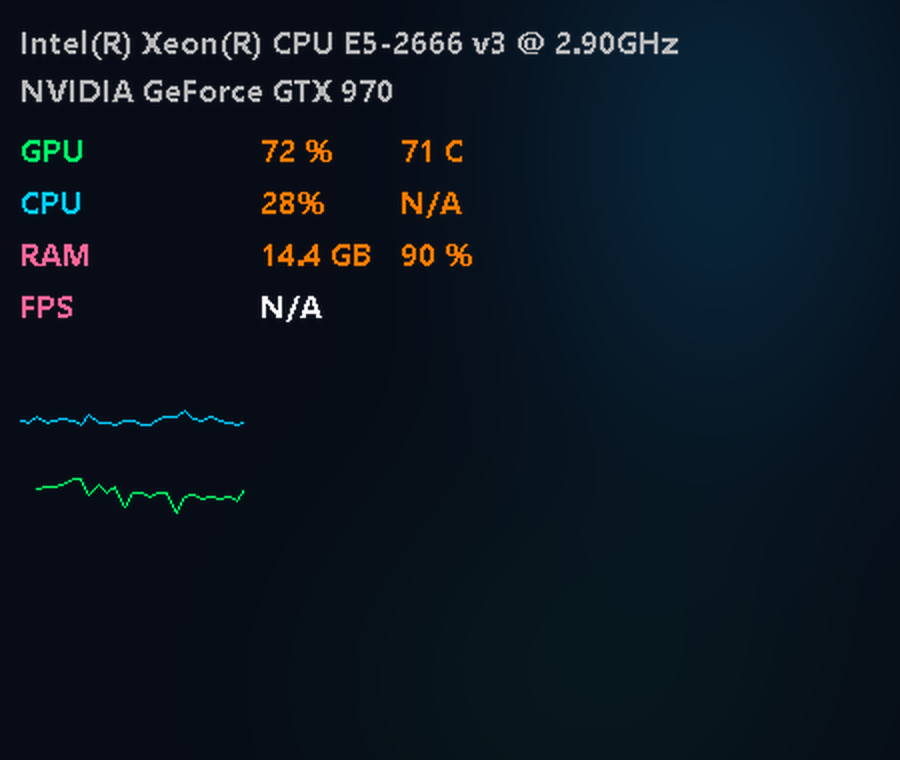 Intel(R) Xeon(R) CPU E5-2666 v3 @ 2.90GHz
NVIDIA GeForce GTX 970
GPU 72 % 71 C
CPU 28% N/A
RAM 14.4 GB 90 %
FPS N/A